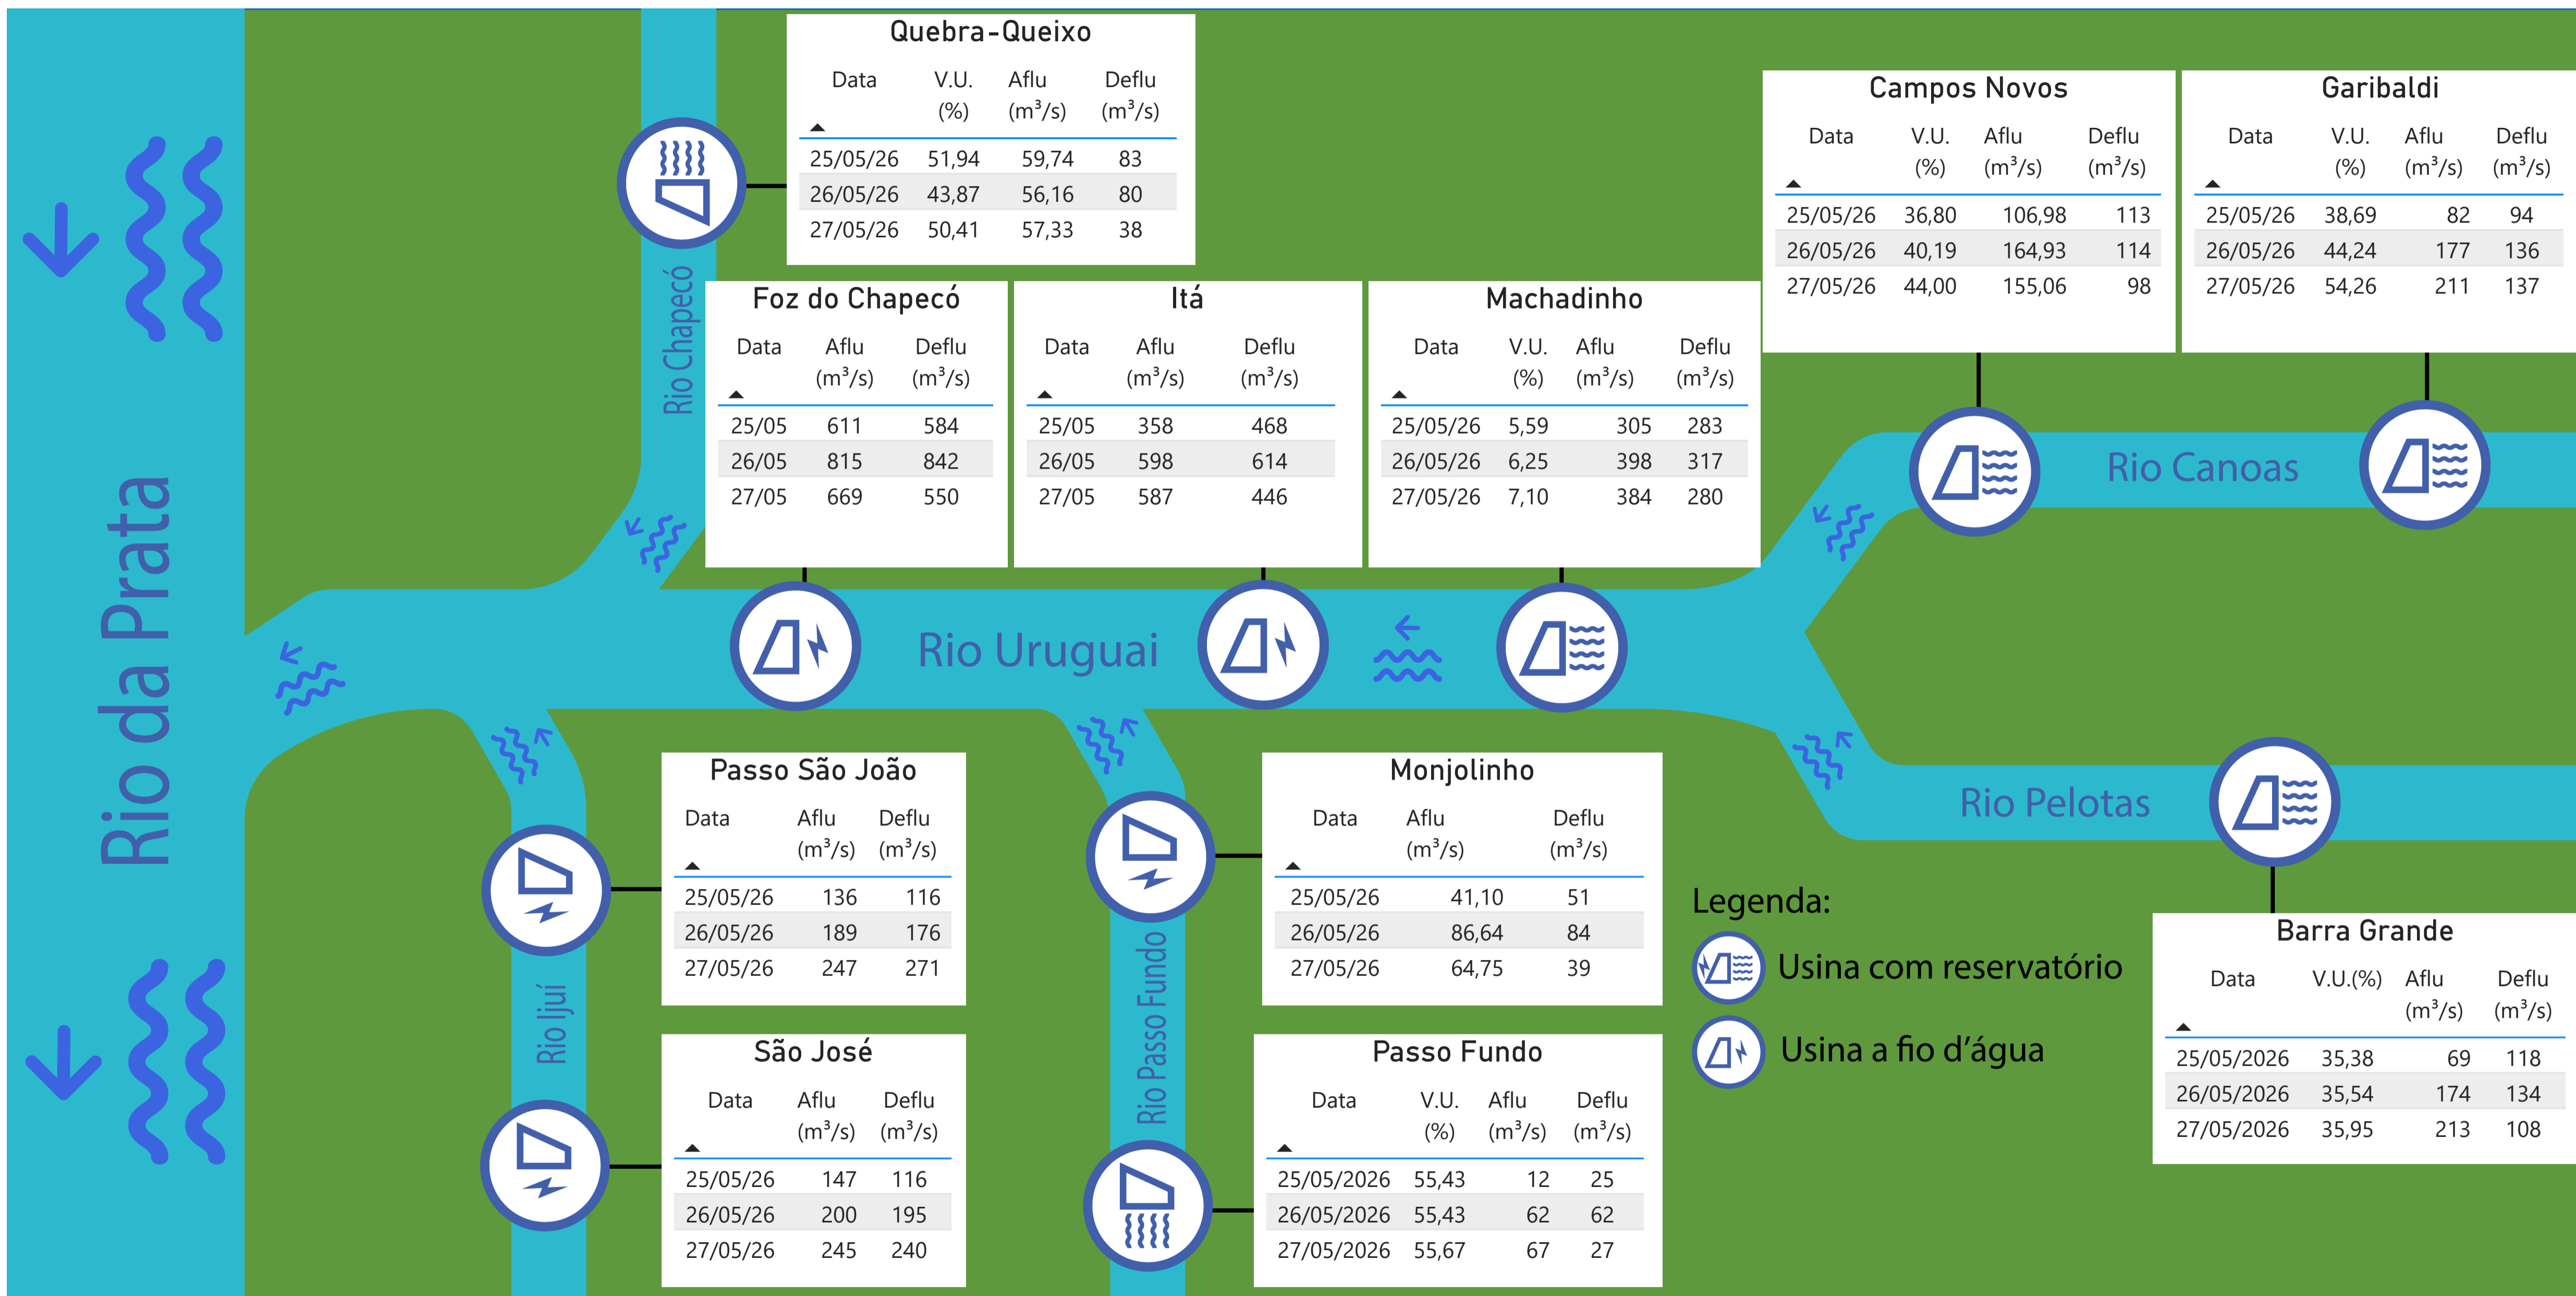 Rio da Prata
Quebra-Queixo
Data V.U. (%) Aflu (m³/s) Deflu (m³/s)
25/05/26 51,94 59,74 83
26/05/26 43,87 56,16 80
27/05/26 50,41 57,33 38
Rio Chapecó
Foz do Chapecó
Data Aflu (m³/s) Deflu (m³/s)
25/05 611 584
26/05 815 842
27/05 669 550
Itá
Data Aflu (m³/s) Deflu (m³/s)
25/05 358 468
26/05 598 614
27/05 587 446
Machadinho
Data V.U. (%) Aflu (m³/s) Deflu (m³/s)
25/05/26 5,59 305 283
26/05/26 6,25 398 317
27/05/26 7,10 384 280
Campos Novos
Data V.U. (%) Aflu (m³/s) Deflu (m³/s)
25/05/26 36,80 106,98 113
26/05/26 40,19 164,93 114
27/05/26 44,00 155,06 98
Garibaldi
Data V.U. (%) Aflu (m³/s) Deflu (m³/s)
25/05/26 38,69 82 94
26/05/26 44,24 177 136
27/05/26 54,26 211 137
Rio Canoas
Rio Uruguai
Rio Pelotas
Passo São João
Data Aflu (m³/s) Deflu (m³/s)
25/05/26 136 116
26/05/26 189 176
27/05/26 247 271
Rio Ijuí
São José
Data Aflu (m³/s) Deflu (m³/s)
25/05/26 147 116
26/05/26 200 195
27/05/26 245 240
Monjolinho
Data Aflu (m³/s) Deflu (m³/s)
25/05/26 41,10 51
26/05/26 86,64 84
27/05/26 64,75 39
Rio Passo Fundo
Passo Fundo
Data V.U. (%) Aflu (m³/s) Deflu (m³/s)
25/05/2026 55,43 12 25
26/05/2026 55,43 62 62
27/05/2026 55,67 67 27
Legenda:
Usina com reservatório
Usina a fio d’água
Barra Grande
Data V.U.(%) Aflu (m³/s) Deflu (m³/s)
25/05/2026 35,38 69 118
26/05/2026 35,54 174 134
27/05/2026 35,95 213 108